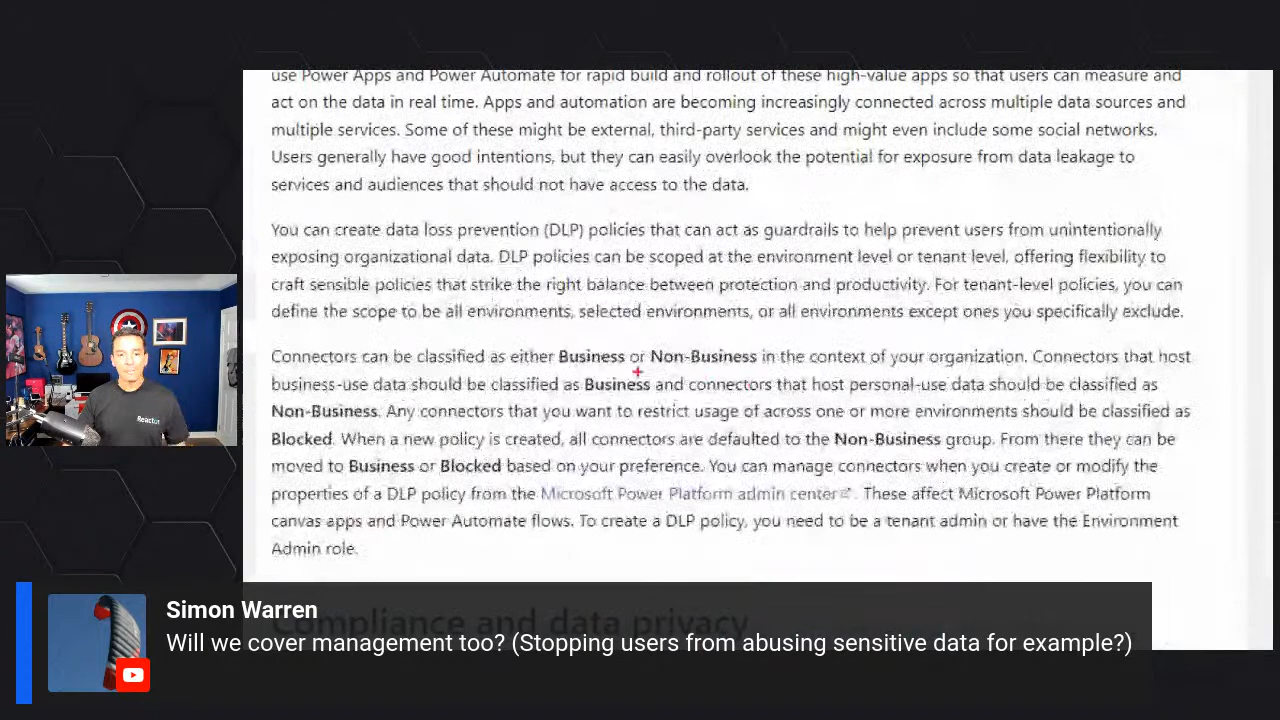 use Power Apps and Power Automate for rapid build and rollout of these high-value apps so that users can measure and
act on the data in real time. Apps and automation are becoming increasingly connected across multiple data sources and
multiple services. Some of these might be external, third-party services and might even include some social networks.
Users generally have good intentions, but they can easily overlook the potential for exposure from data leakage to
services and audiences that should not have access to the data.
You can create data loss prevention (DLP) policies that can act as guardrails to help prevent users from unintentionally
exposing organizational data. DLP policies can be scoped at the environment level or tenant level, offering flexibility to
craft sensible policies that strike the right balance between protection and productivity. For tenant-level policies, you can
define the scope to be all environments, selected environments, or all environments except ones you specifically exclude.
Connectors can be classified as either Business or Non-Business in the context of your organization. Connectors that host
business-use data should be classified as Business and connectors that host personal-use data should be classified as
Non-Business. Any connectors that you want to restrict usage of across one or more environments should be classified as
Blocked. When a new policy is created, all connectors are defaulted to the Non-Business group. From there they can be
moved to Business or Blocked based on your preference. You can manage connectors when you create or modify the
properties of a DLP policy from the Microsoft Power Platform admin center. These affect Microsoft Power Platform
canvas apps and Power Automate flows. To create a DLP policy, you need to be a tenant admin or have the Environment
Admin role.
Compliance and data privacy
Reactor
Simon Warren
Will we cover management too? (Stopping users from abusing sensitive data for example?)